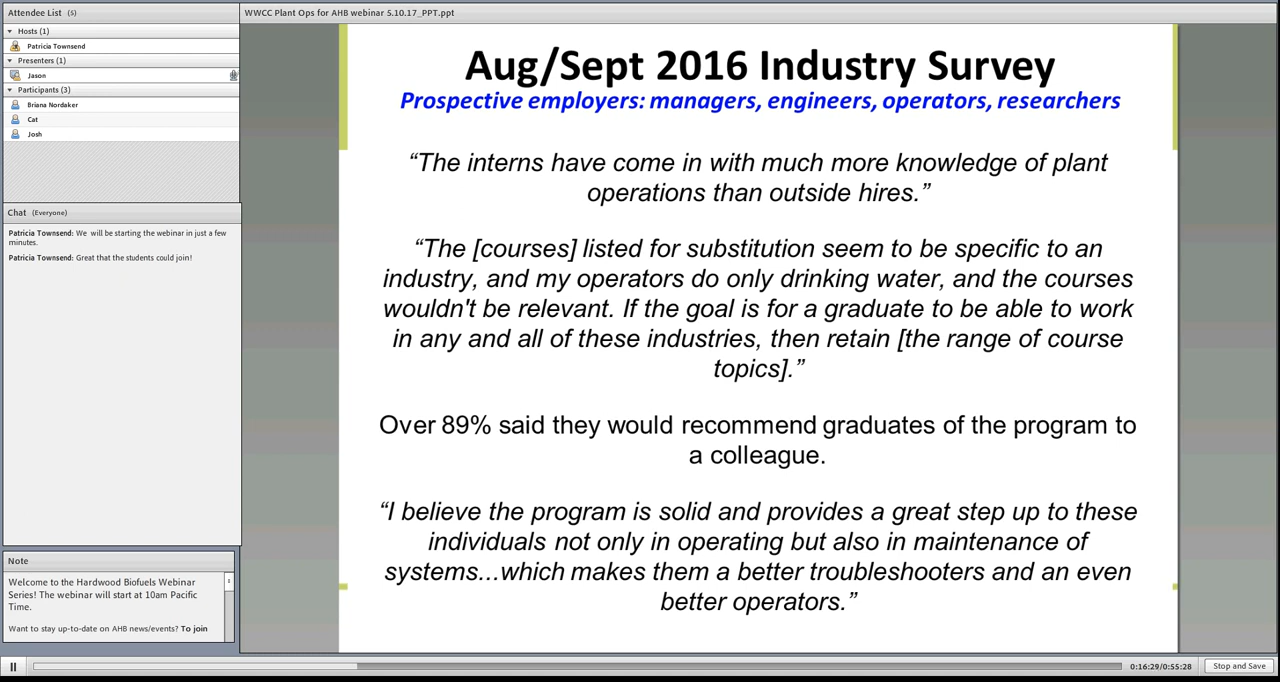 Attendee List (5)
Hosts (1)
Patricia Townsend
Presenters (1)
Jason
Participants (3)
Briana Nordaker
Cat
Josh
Chat (Everyone)
Patricia Townsend: We will be starting the webinar in just a few
minutes.
Patricia Townsend: Great that the students could join!
Note
Welcome to the Hardwood Biofuels Webinar
Series! The webinar will start at 10am Pacific
Time.
Want to stay up-to-date on AHB news/events? To join
WWCC Plant Ops for AHB webinar 5.10.17_PPT.ppt
Aug/Sept 2016 Industry Survey
Prospective employers: managers, engineers, operators, researchers
“The interns have come in with much more knowledge of plant
operations than outside hires.”
“The [courses] listed for substitution seem to be specific to an
industry, and my operators do only drinking water, and the courses
wouldn't be relevant. If the goal is for a graduate to be able to work
in any and all of these industries, then retain [the range of course
topics].”
Over 89% said they would recommend graduates of the program to
a colleague.
“I believe the program is solid and provides a great step up to these
individuals not only in operating but also in maintenance of
systems...which makes them a better troubleshooters and an even
better operators.”
0:16:29/0:55:28
Stop and Save